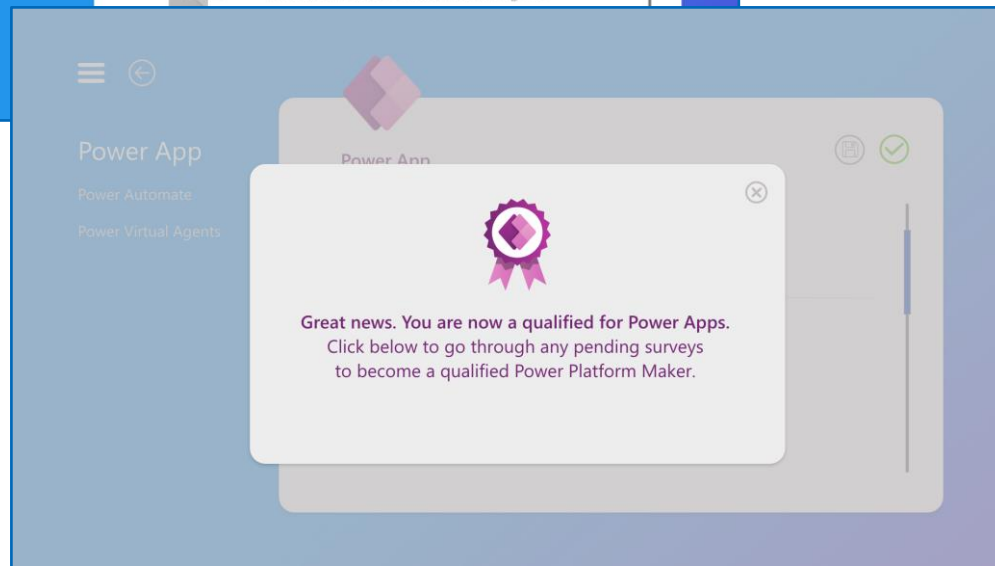 Power App
Power Automate
Power Virtual Agents
Power App
Great news. You are now a qualified for Power Apps.
Click below to go through any pending surveys
to become a qualified Power Platform Maker.